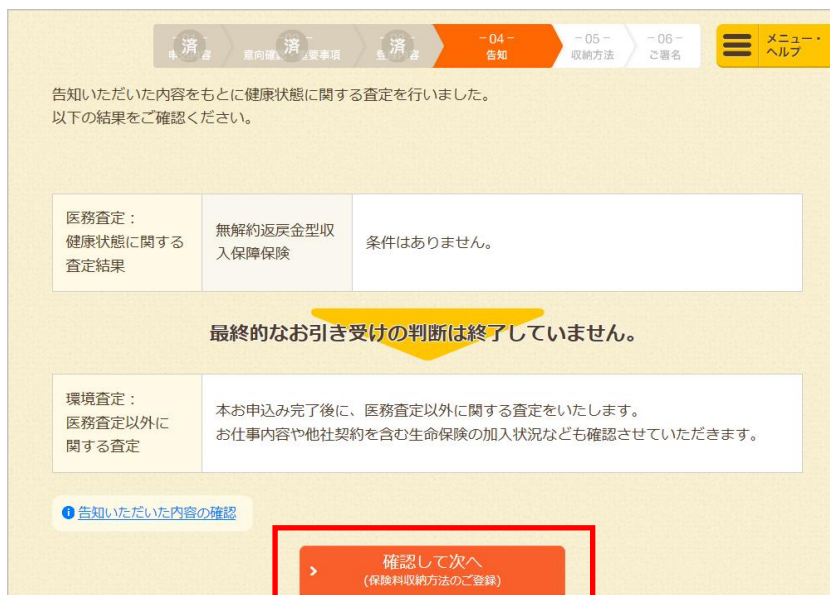 済
済
済
意向確
要事項
-04-
告知
-05-
収納方法
-06-
ご署名
メニュー・
ヘルプ
告知いただいた内容をもとに健康状態に関する査定を行いました。
以下の結果をご確認ください。
医務査定：
健康状態に関する
査定結果
無解約返戻金型収
入保障保険
条件はありません。
最終的なお引き受けの判断は終了していません。
環境査定：
医務査定以外に
関する査定
本お申込み完了後に、医務査定以外に関する査定をいたします。
お仕事内容や他社契約を含む生命保険の加入状況なども確認させていただきます。
告知いただいた内容の確認
確認して次へ
(保険料収納方法のご登録)